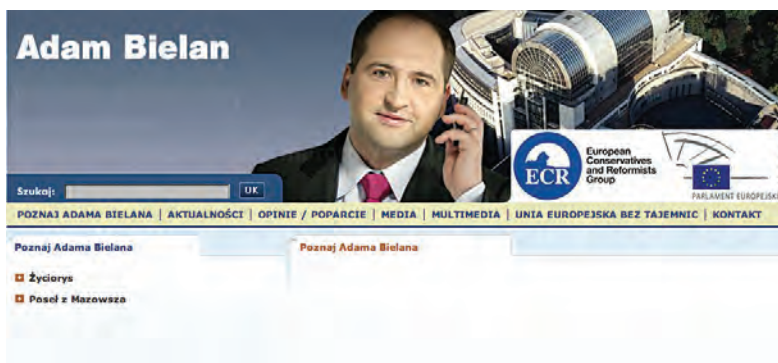 Adam Bielan
European
Conservatives
and Reformists
Group
ECR
PARLAMENT EUROPEJSKI
Szukaj:
UK
POZNAJ ADAMA BIELANA | AKTUALNOŚCI | OPINIE / POPARCIE | MEDIA | MULTIMEDIA | UNIA EUROPEJSKA BEZ TAJEMNIC | KONTAKT
Poznaj Adama Bielana
Poznaj Adama Bielana
Życiorys
Poseł z Mazowsza